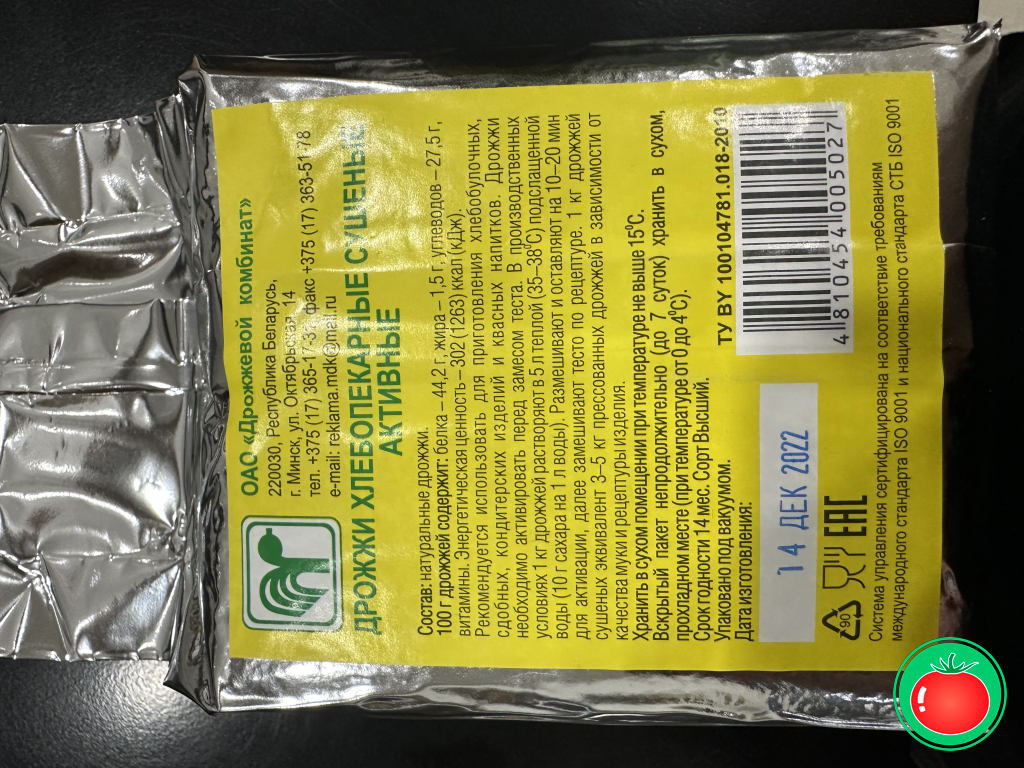 ОАО «Дрожжевой комбинат»
220030, Республика Беларусь,
г. Минск, ул. Октябрьская, 14
тел. +375 (17) 365-17-37, факс +375 (17) 363-51-78
e-mail: reklama.mdk@mail.ru
ДРОЖЖИ ХЛЕБОПЕКАРНЫЕ СУШЕНЫЕ
АКТИВНЫЕ
Состав: натуральные дрожжи.
100 г дрожжей содержит: белка – 44,2 г, жира – 1,5 г, углеводов – 27,5 г,
витамины. Энергетическая ценность – 302 (1263) ккал (кДж).
Рекомендуется использовать для приготовления хлебобулочных,
сдобных, кондитерских изделий и квасных напитков. Дрожжи
необходимо активировать перед замесом теста. В производственных
условиях 1 кг дрожжей растворяют в 5 л теплой (35–38⁰С) подслащенной
воды (10 г сахара на 1 л воды). Размешивают и оставляют на 10–20 мин
для активации, далее замешивают тесто по рецептуре. 1 кг дрожжей
сушеных эквивалент 3–5 кг прессованных дрожжей в зависимости от
качества муки и рецептуры изделия.
Хранить в сухом помещении при температуре не выше 15⁰С.
Вскрытый пакет непродолжительно (до 7 суток) хранить в сухом,
прохладном месте (при температуре от 0 до 4⁰С).
Срок годности 14 мес. Сорт Высший.
Упаковано под вакуумом.
Дата изготовления:
ТУ BY 100104781.018-2010
14 ДЕК 2022
4 810454 005027
90
EAC
Система управления сертифицирована на соответствие требованиям
международного стандарта ISO 9001 и национального стандарта СТБ ISO 9001